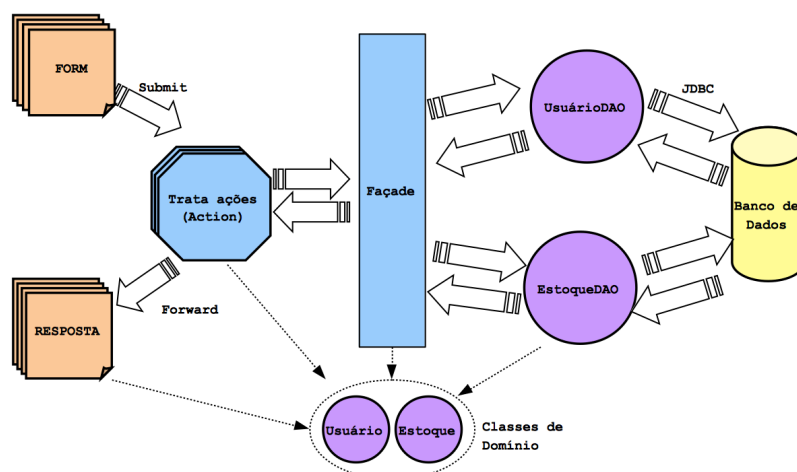 FORM
Submit
UsuárioDAO
JDBC
Trata ações
(Action)
Façade
Banco de
Dados
EstoqueDAO
Forward
RESPOSTA
Usuário
Estoque
Classes de
Domínio